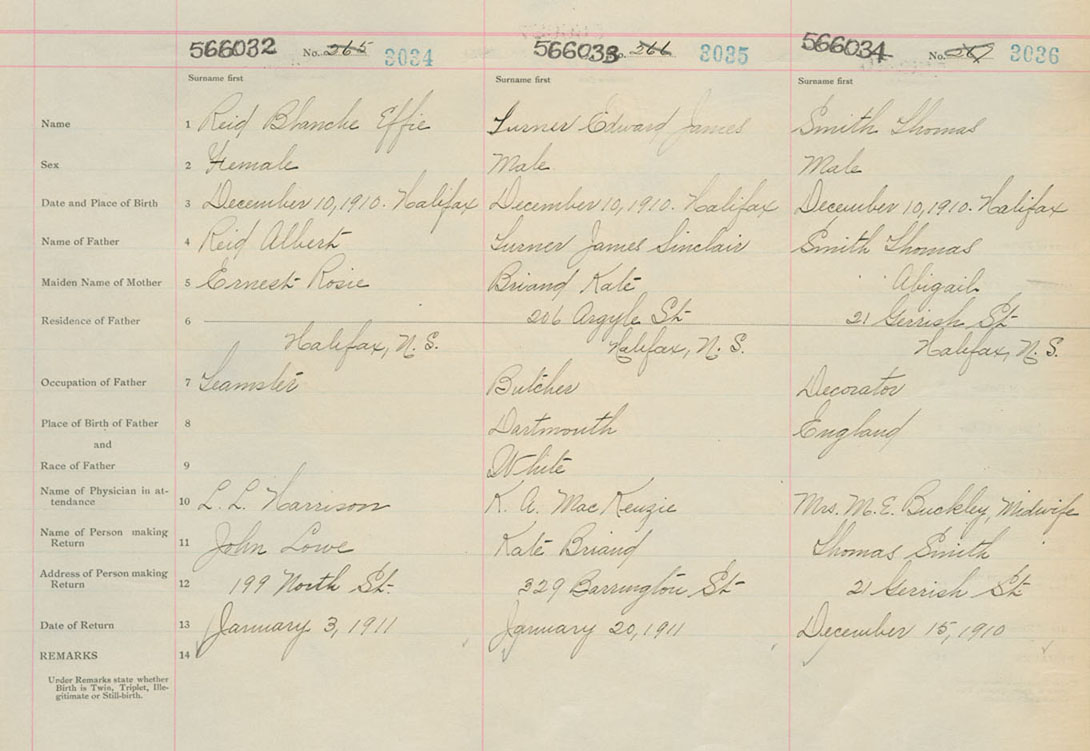 566032 No. 265 3034 566033 No. 266 3035 566034 No. 267 3036
Surname first Surname first Surname first
Name 1 Reid Blanche Effie Turner Edward James Smith Thomas
Sex 2 Female Male Male
Date and Place of Birth 3 December 10, 1910. Halifax December 10, 1910. Halifax December 10, 1910. Halifax
Name of Father 4 Reid Albert Turner James Sinclair Smith Thomas
Maiden Name of Mother 5 Ernest Rosie Briand Kate " Abigail
Residence of Father 6 206 Argyle St. 21 Gerrish St.
Halifax, N.S. Halifax, N.S. Halifax, N.S.
Occupation of Father 7 Teamster Butcher Decorator
Place of Birth of Father 8 Dartmouth England
and
Race of Father 9 White
Name of Physician in at-
tendance 10 L. L. Harrison K. A. MacKenzie Mrs. M. E. Buckley, Midwife
Name of Person making
Return 11 John Lowe Kate Briand Thomas Smith
Address of Person making
Return 12 199 North St. 329 Barrington St. 21 Gerrish St.
Date of Return 13 January 3, 1911 January 20, 1911 December 15, 1910
REMARKS 14
Under Remarks state whether
Birth is Twin, Triplet, Ille-
gitimate or Still-birth.